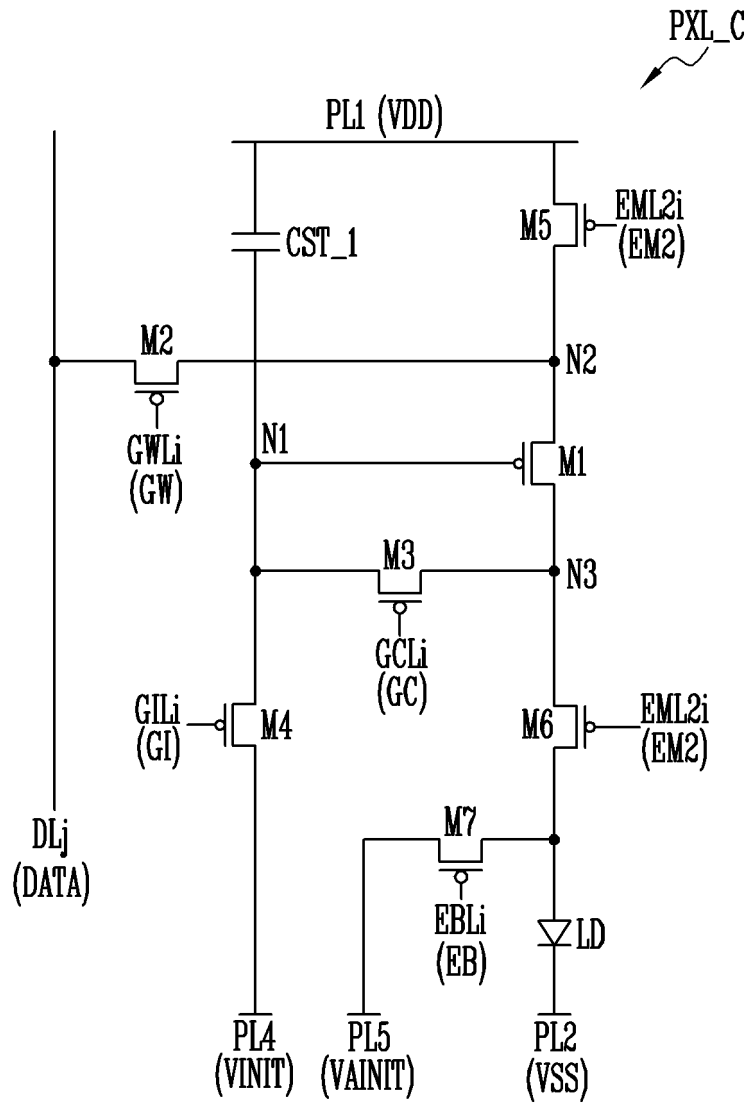 PXL_C
PL1 (VDD)
M5
EML2i
(EM2)
CST_1
M2
N2
GWLi
(GW)
N1
M1
M3
N3
GCLi
(GC)
GILi
(GI)
M4
M6
EML2i
(EM2)
M7
DLj
(DATA)
EBLi
(EB)
LD
PL4
(VINIT)
PL5
(VAINIT)
PL2
(VSS)